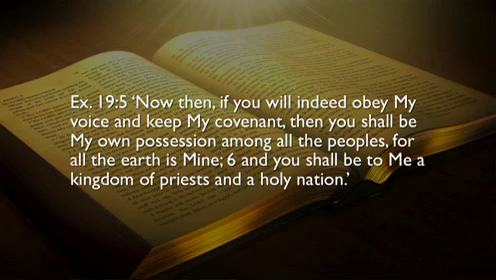 Ex. 19:5 ‘Now then, if you will indeed obey My
voice and keep My covenant, then you shall be
My own possession among all the peoples, for
all the earth is Mine; 6 and you shall be to Me a
kingdom of priests and a holy nation.’